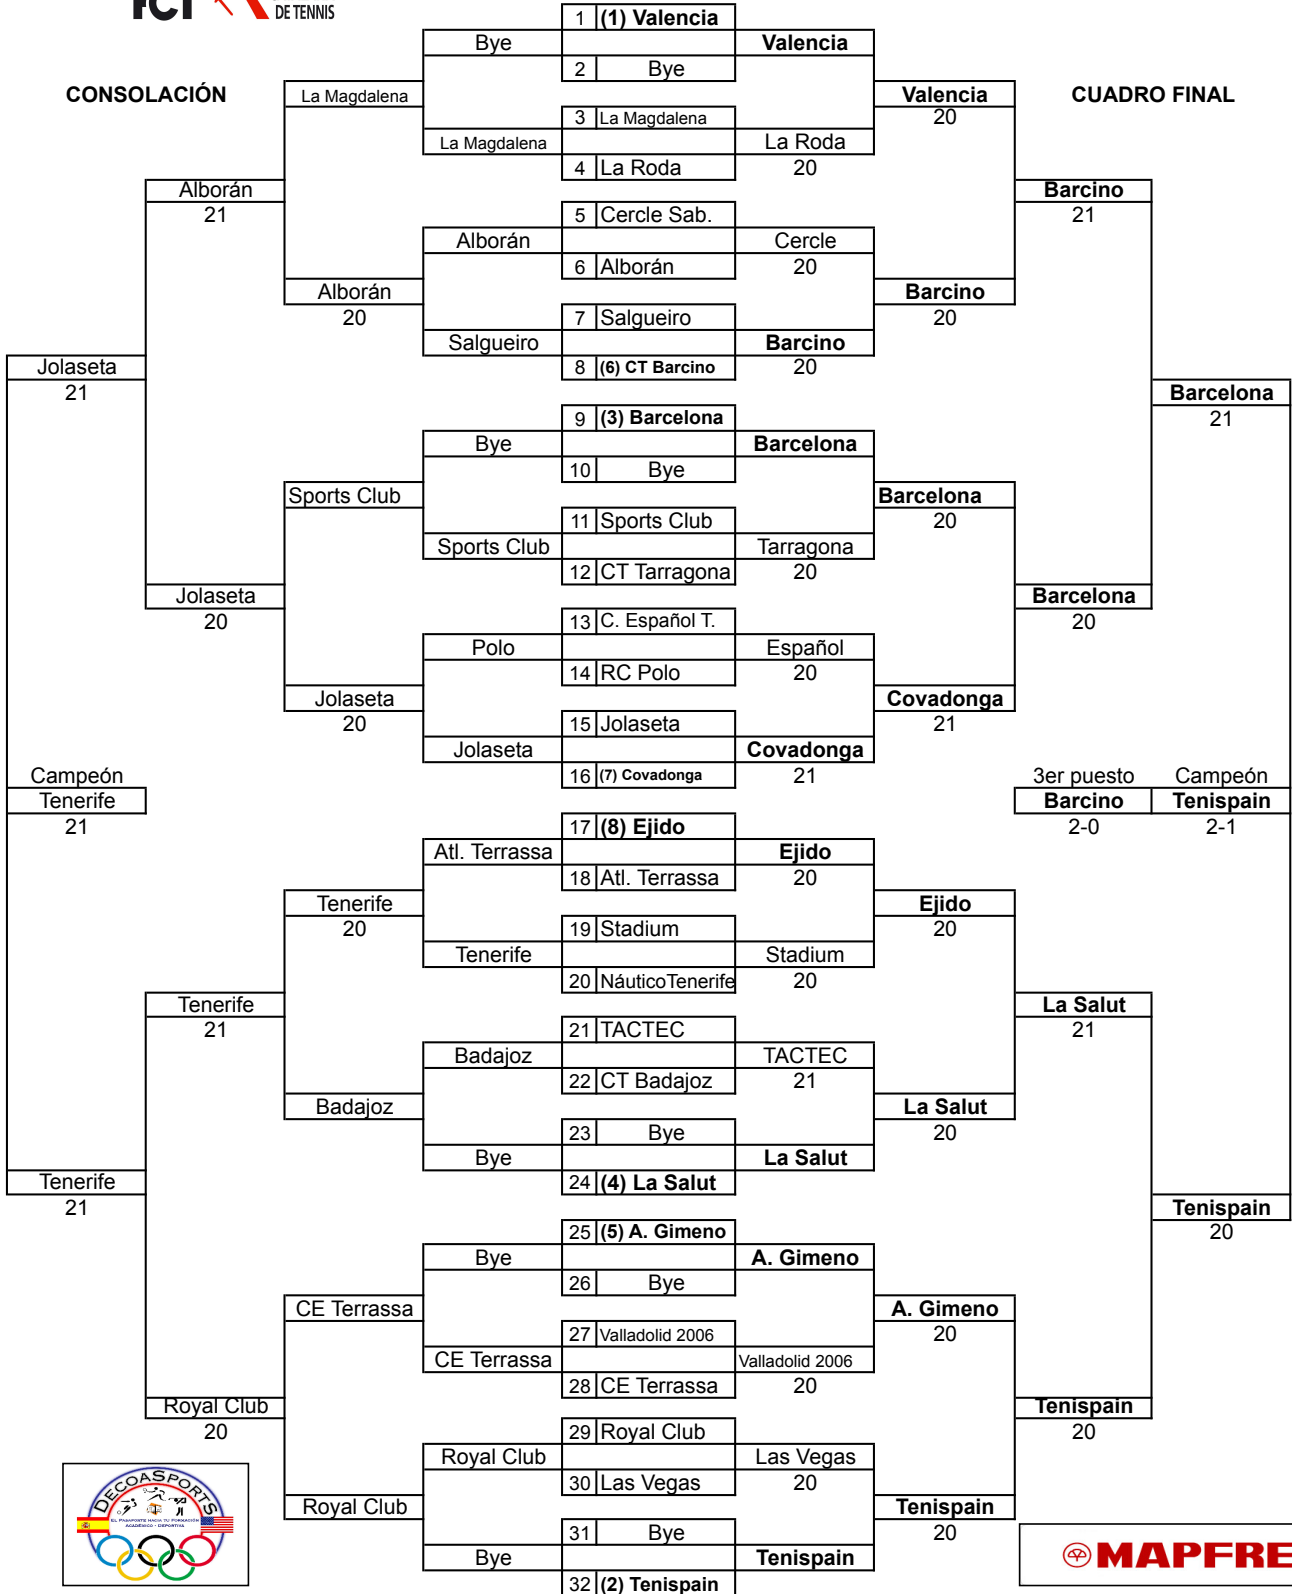 FCT
DE TENNIS
1 (1) Valencia
Bye Valencia
2 Bye
CONSOLACIÓN La Magdalena Valencia CUADRO FINAL
20
3 La Magdalena
La Magdalena La Roda
4 La Roda 20
Alborán Barcino
21 21
5 Cercle Sab.
Alborán Cercle
6 Alborán 20
Alborán Barcino
20 20
7 Salgueiro
Salgueiro Barcino
8 (6) CT Barcino 20
Jolaseta
21
Barcelona
21
9 (3) Barcelona
Bye Barcelona
10 Bye
Sports Club Barcelona
20
11 Sports Club
Sports Club Tarragona
12 CT Tarragona 20
Jolaseta Barcelona
20 20
13 C. Español T.
Polo Español
14 RC Polo 20
Jolaseta Covadonga
20 21
15 Jolaseta
Jolaseta Covadonga
16 (7) Covadonga 21
Campeón 3er puesto Campeón
Tenerife Barcino Tenispain
21 2-0 2-1
17 (8) Ejido
Atl. Terrassa Ejido
18 Atl. Terrassa 20
Tenerife Ejido
20 20
19 Stadium
Tenerife Stadium
20 NáuticoTenerife 20
Tenerife La Salut
21 21
21 TACTEC
Badajoz TACTEC
22 CT Badajoz 21
Badajoz La Salut
20
23 Bye
Bye La Salut
24 (4) La Salut
Tenerife
21
Tenispain
20
25 (5) A. Gimeno
Bye A. Gimeno
26 Bye
CE Terrassa A. Gimeno
20
27 Valladolid 2006
CE Terrassa Valladolid 2006
28 CE Terrassa 20
Royal Club Tenispain
20 20
29 Royal Club
Royal Club Las Vegas
30 Las Vegas 20
Royal Club Tenispain
20
31 Bye
Bye Tenispain
32 (2) Tenispain
DECOASPORTS
EL PASAPORTE HACIA TU FORMACIÓN
ACADÉMICO - DEPORTIVA
MAPFRE